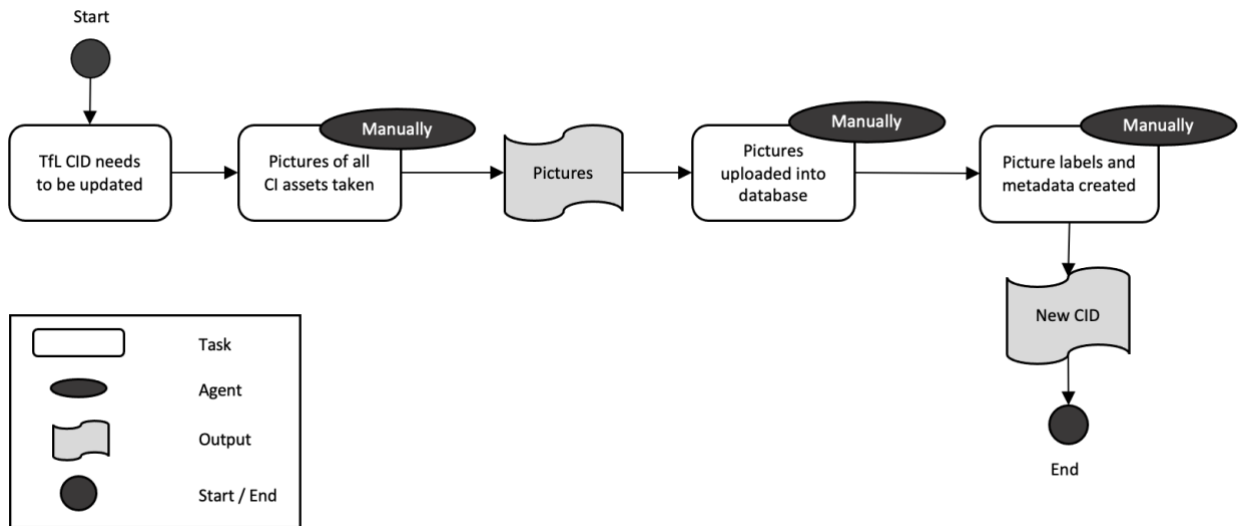 Start
TfL CID needs
to be updated
Manually
Pictures of all
CI assets taken
Pictures
Manually
Pictures
uploaded into
database
Manually
Picture labels and
metadata created
New CID
End
Task
Agent
Output
Start / End